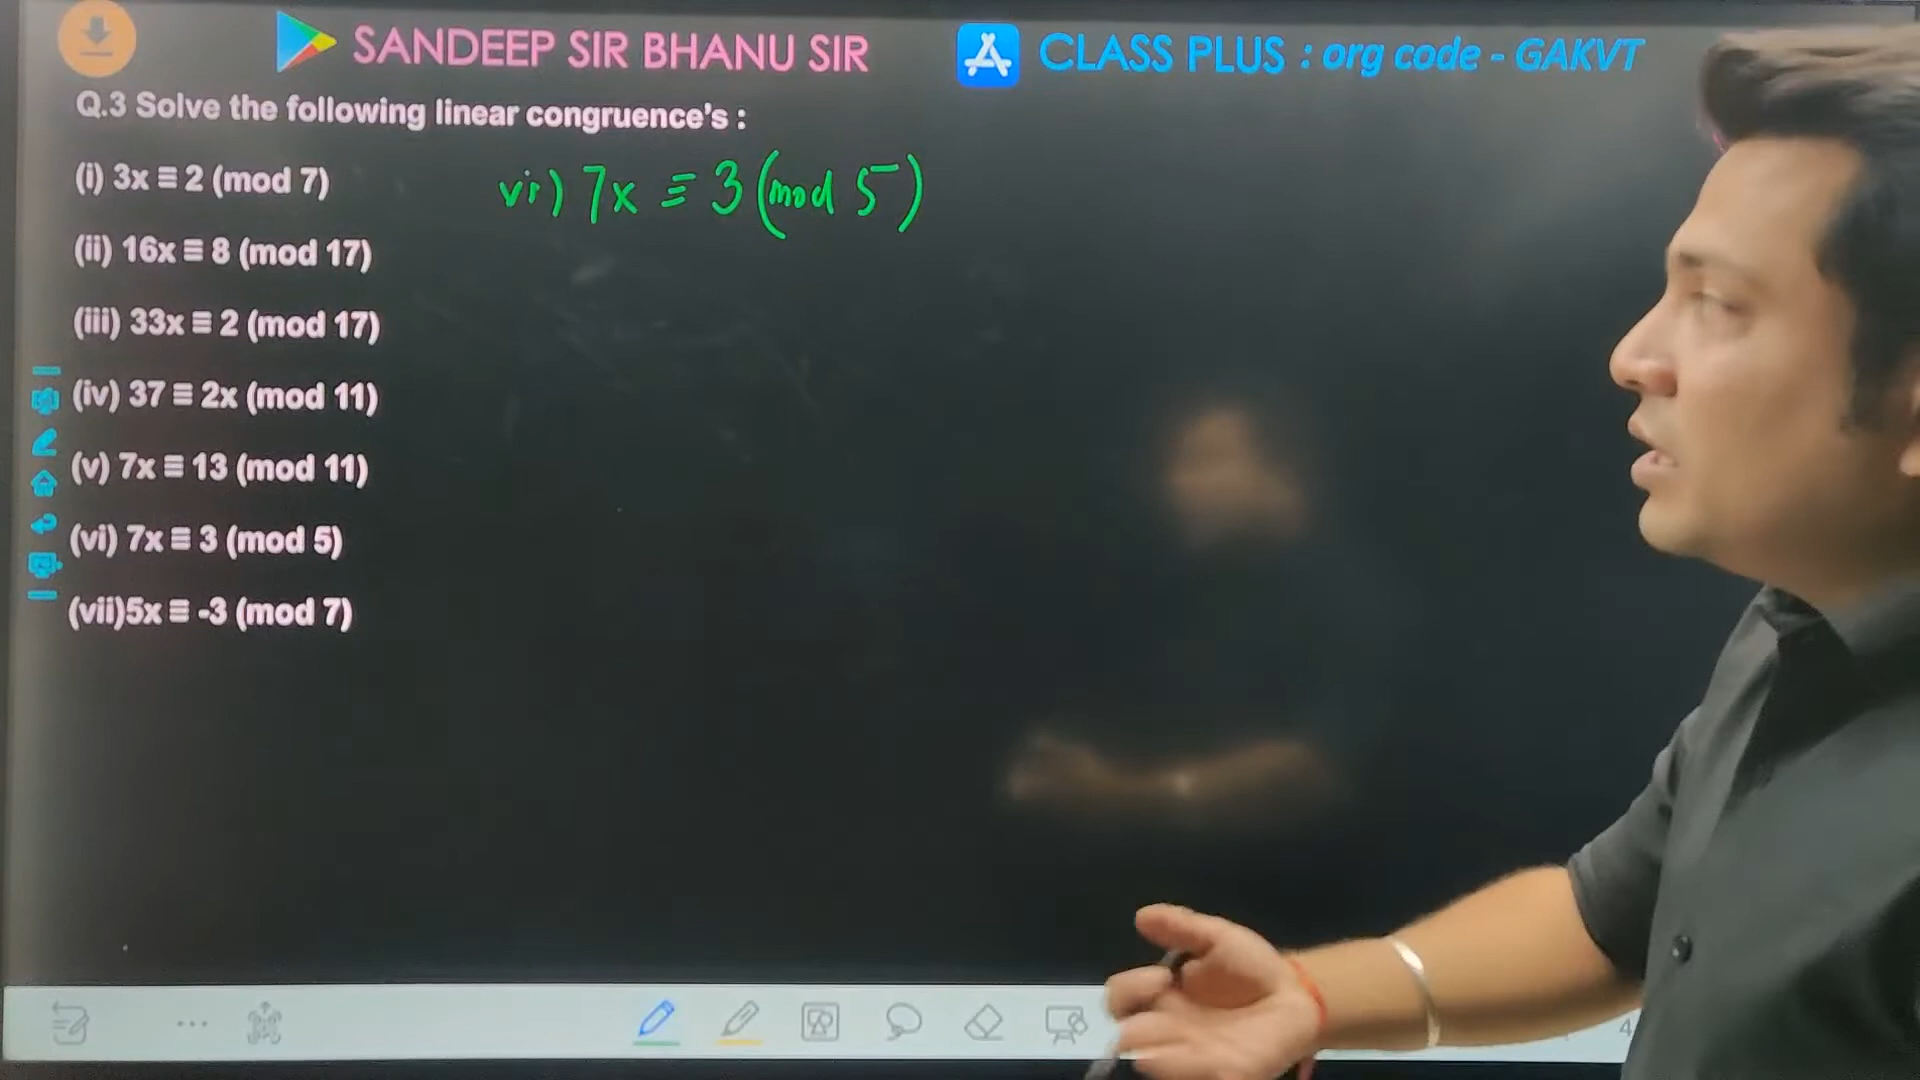 SANDEEP SIR BHANU SIR CLASS PLUS : org code - GAKVT
Q.3 Solve the following linear congruence's :
(i) 3x ≡ 2 (mod 7)
vi) 7x ≡ 3 (mod 5)
(ii) 16x ≡ 8 (mod 17)
(iii) 33x ≡ 2 (mod 17)
(iv) 37 ≡ 2x (mod 11)
(v) 7x ≡ 13 (mod 11)
(vi) 7x ≡ 3 (mod 5)
(vii)5x ≡ -3 (mod 7)
4